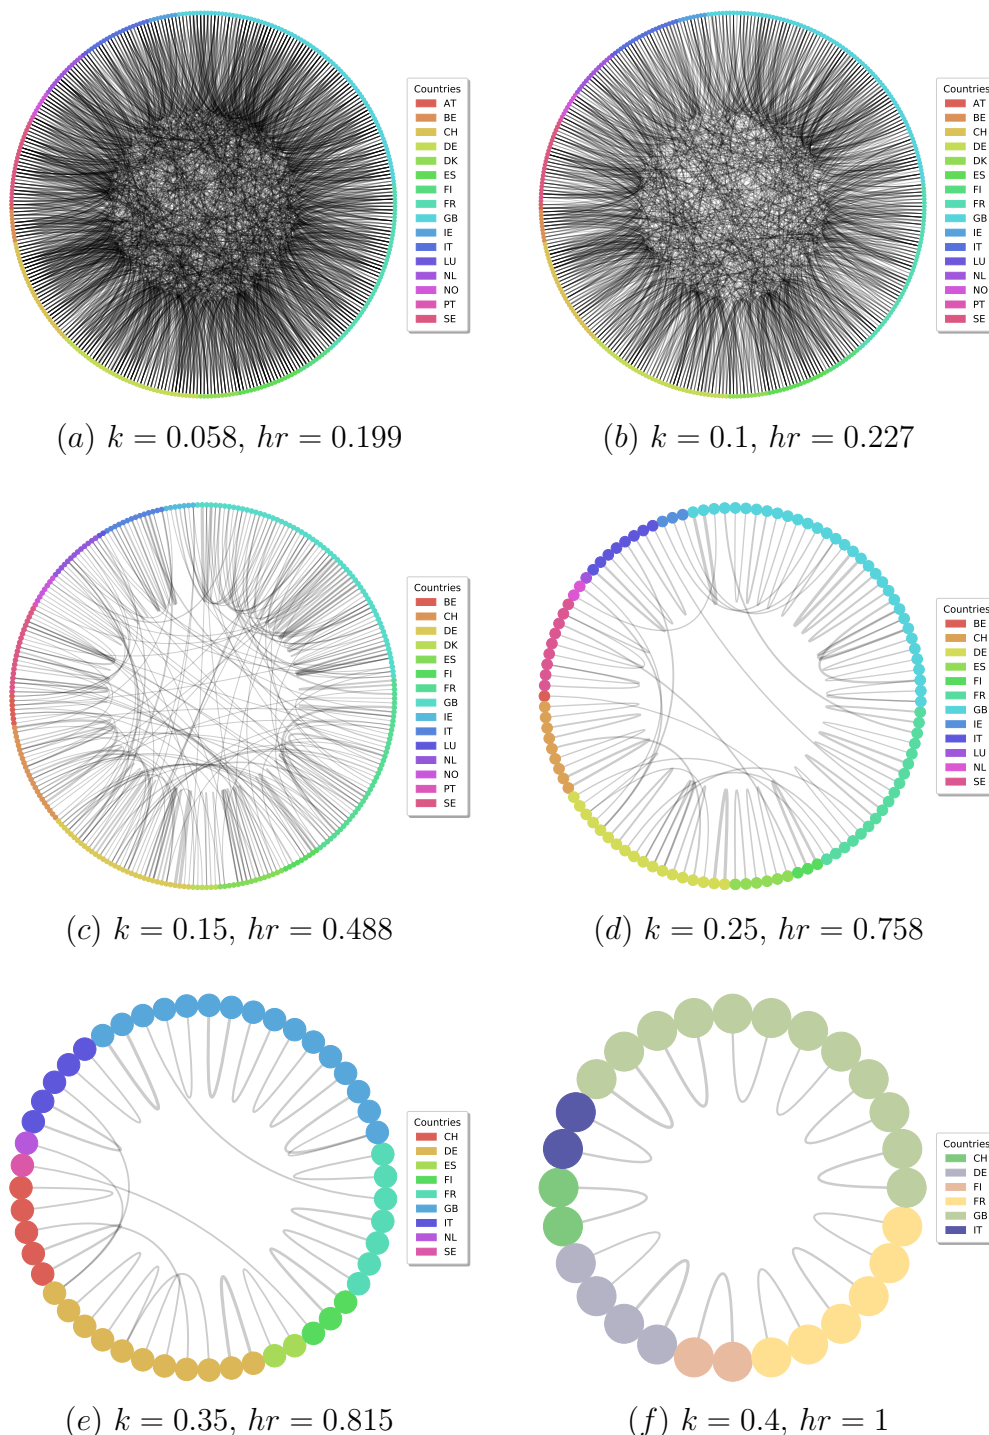 Countries
AT
BE
CH
DE
DK
ES
FI
FR
GB
IE
IT
LU
NL
NO
PT
SE
Countries
AT
BE
CH
DE
DK
ES
FI
FR
GB
IE
IT
LU
NL
NO
PT
SE
(a) k = 0.058, hr = 0.199
(b) k = 0.1, hr = 0.227
Countries
BE
CH
DE
DK
ES
FI
FR
GB
IE
IT
LU
NL
NO
PT
SE
Countries
BE
CH
DE
ES
FI
FR
GB
IE
IT
LU
NL
SE
(c) k = 0.15, hr = 0.488
(d) k = 0.25, hr = 0.758
Countries
CH
DE
ES
FI
FR
GB
IT
NL
SE
Countries
CH
DE
FI
FR
GB
IT
(e) k = 0.35, hr = 0.815
(f) k = 0.4, hr = 1